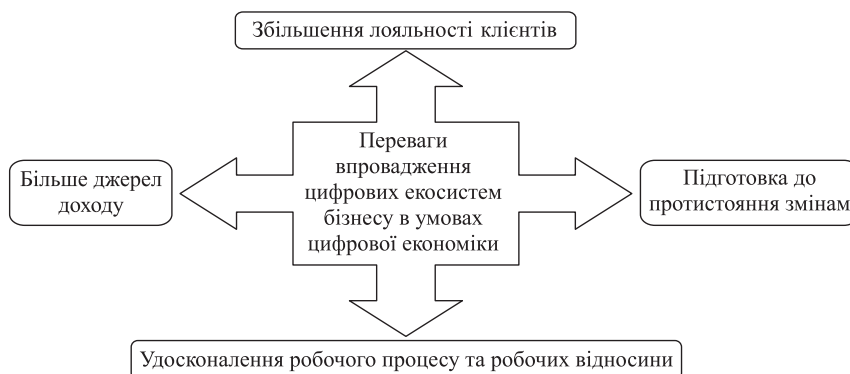 Збільшення лояльності клієнтів
Більше джерел
доходу
Переваги
впровадження
цифрових екосистем
бізнесу в умовах
цифрової економіки
Підготовка до
протистояння змінам
Удосконалення робочого процесу та робочих відносини